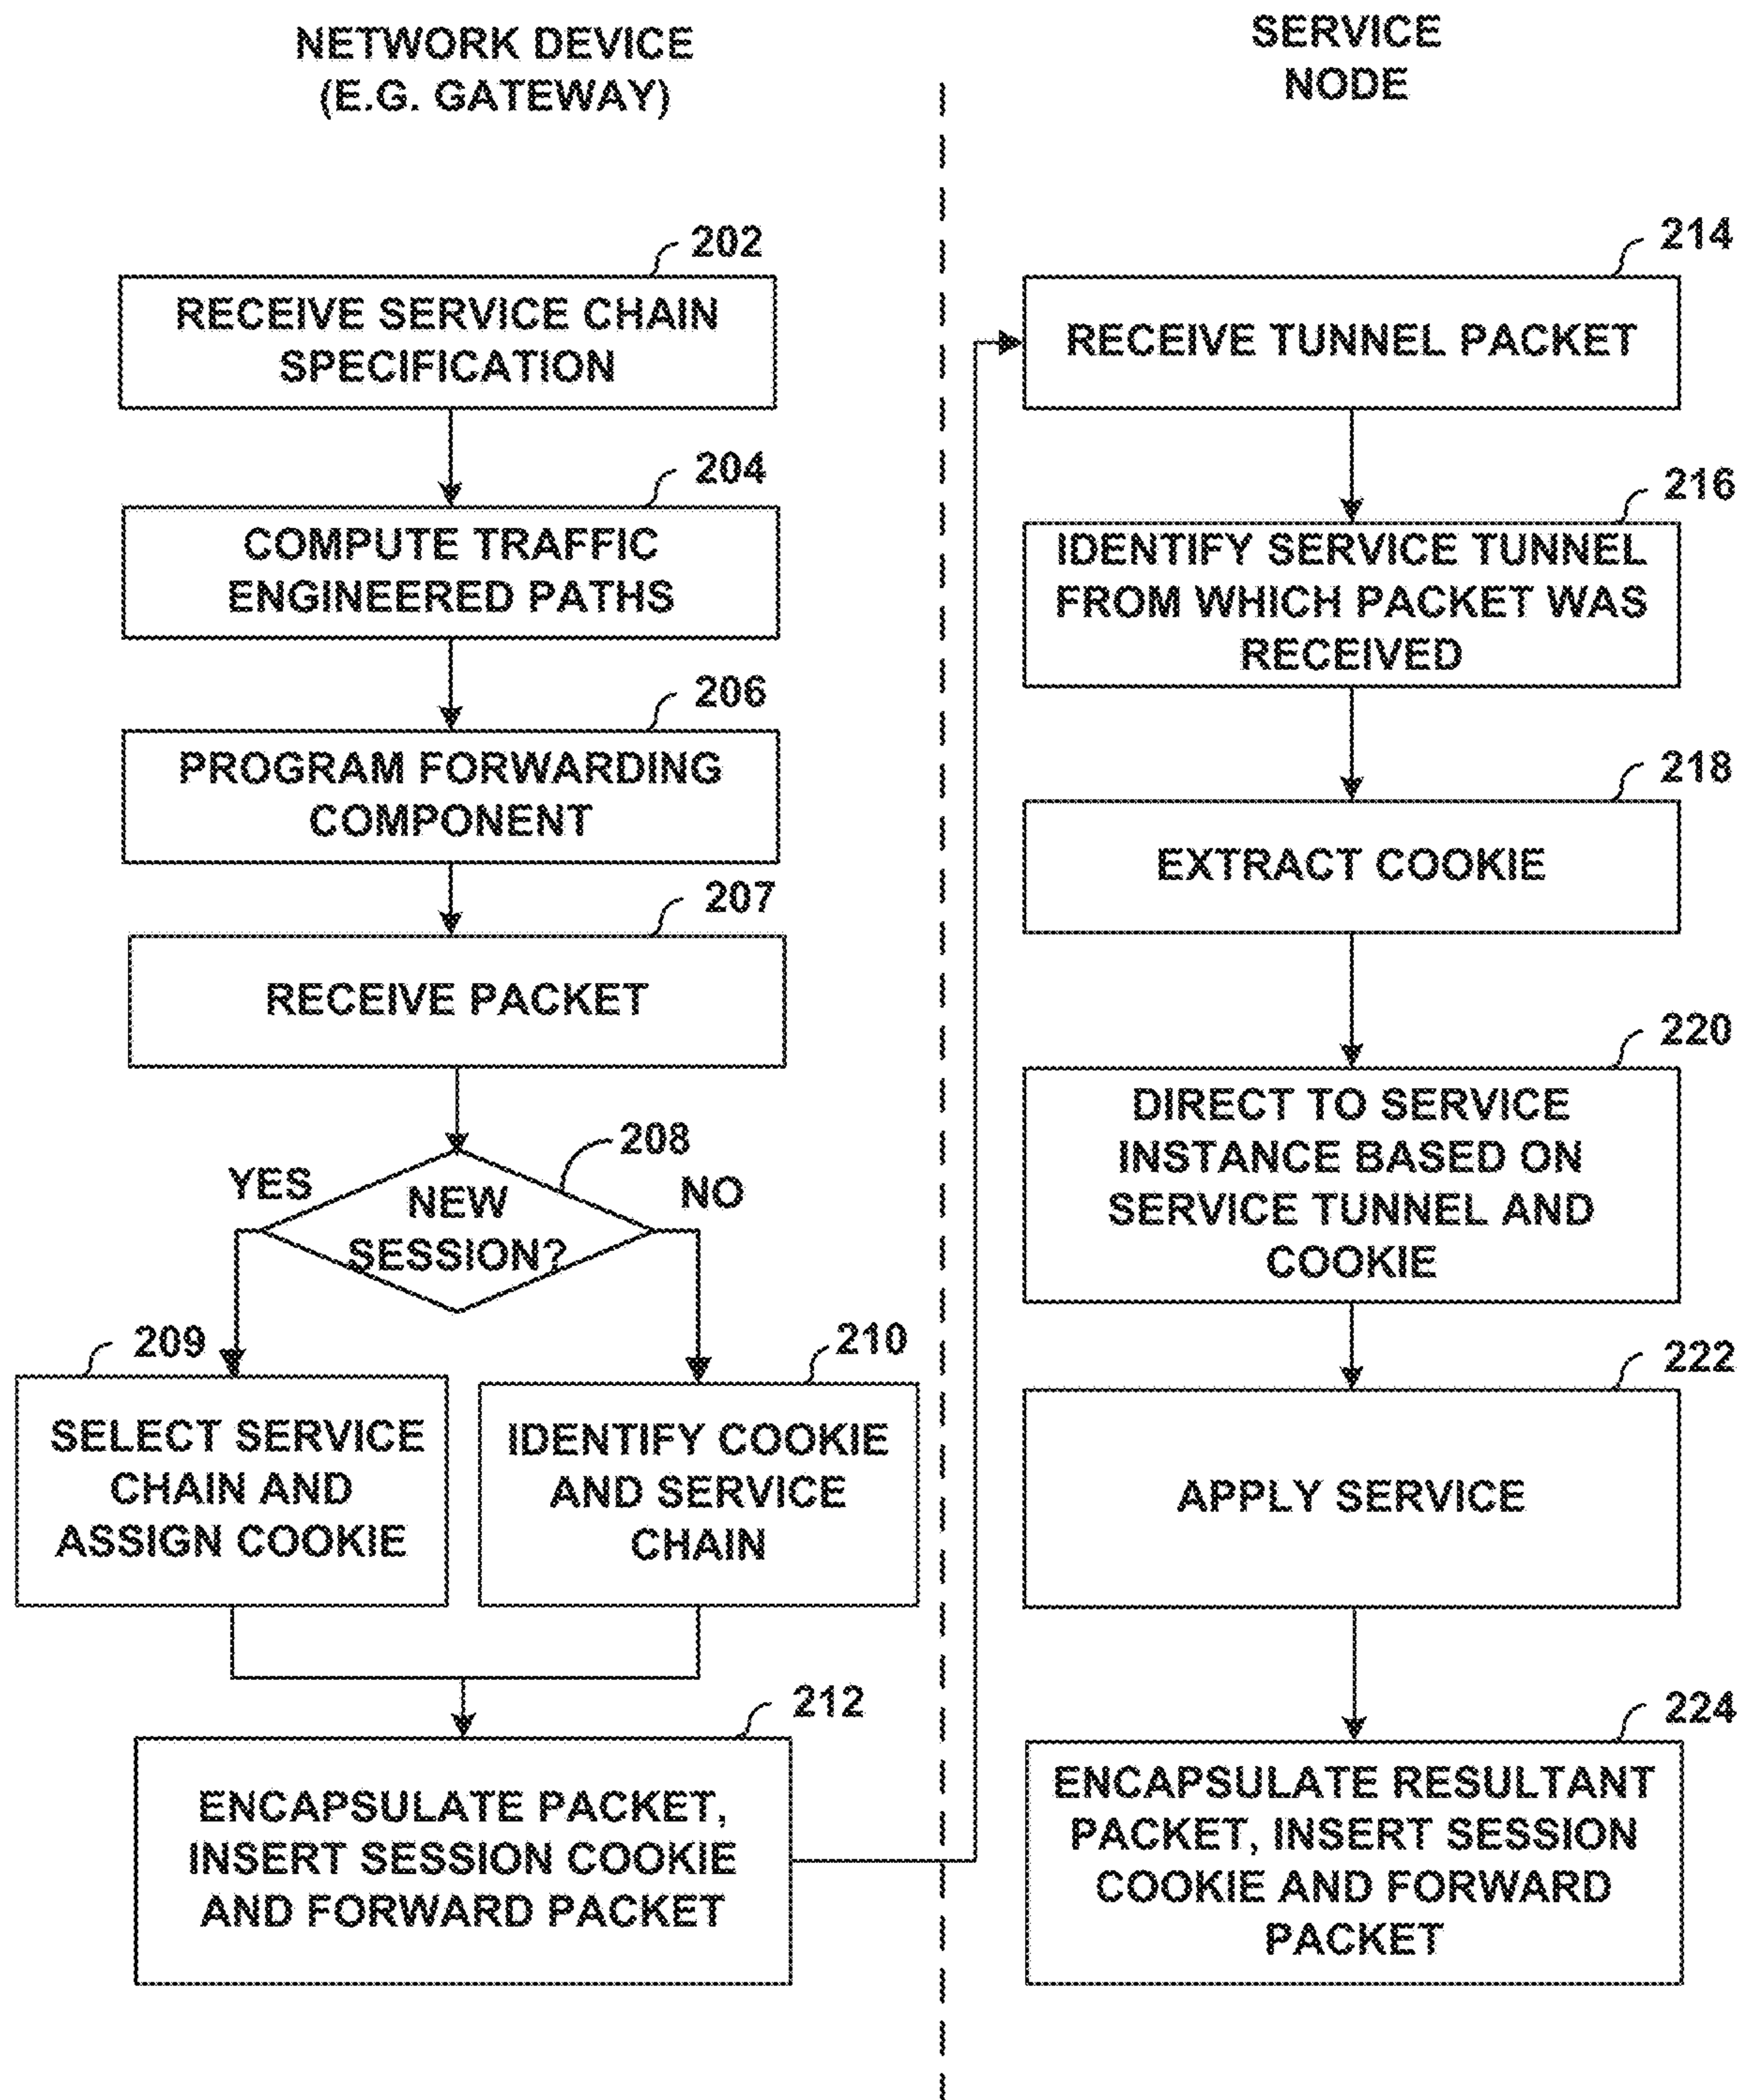 NETWORK DEVICE
(E.G. GATEWAY)
202
RECEIVE SERVICE CHAIN
SPECIFICATION
204
COMPUTE TRAFFIC
ENGINEERED PATHS
206
PROGRAM FORWARDING
COMPONENT
207
RECEIVE PACKET
208
YES
NO
NEW
SESSION?
209
SELECT SERVICE
CHAIN AND
ASSIGN COOKIE
210
IDENTIFY COOKIE
AND SERVICE
CHAIN
212
ENCAPSULATE PACKET,
INSERT SESSION COOKIE
AND FORWARD PACKET
SERVICE
NODE
214
RECEIVE TUNNEL PACKET
216
IDENTIFY SERVICE TUNNEL
FROM WHICH PACKET WAS
RECEIVED
218
EXTRACT COOKIE
220
DIRECT TO SERVICE
INSTANCE BASED ON
SERVICE TUNNEL AND
COOKIE
222
APPLY SERVICE
224
ENCAPSULATE RESULTANT
PACKET, INSERT SESSION
COOKIE AND FORWARD
PACKET